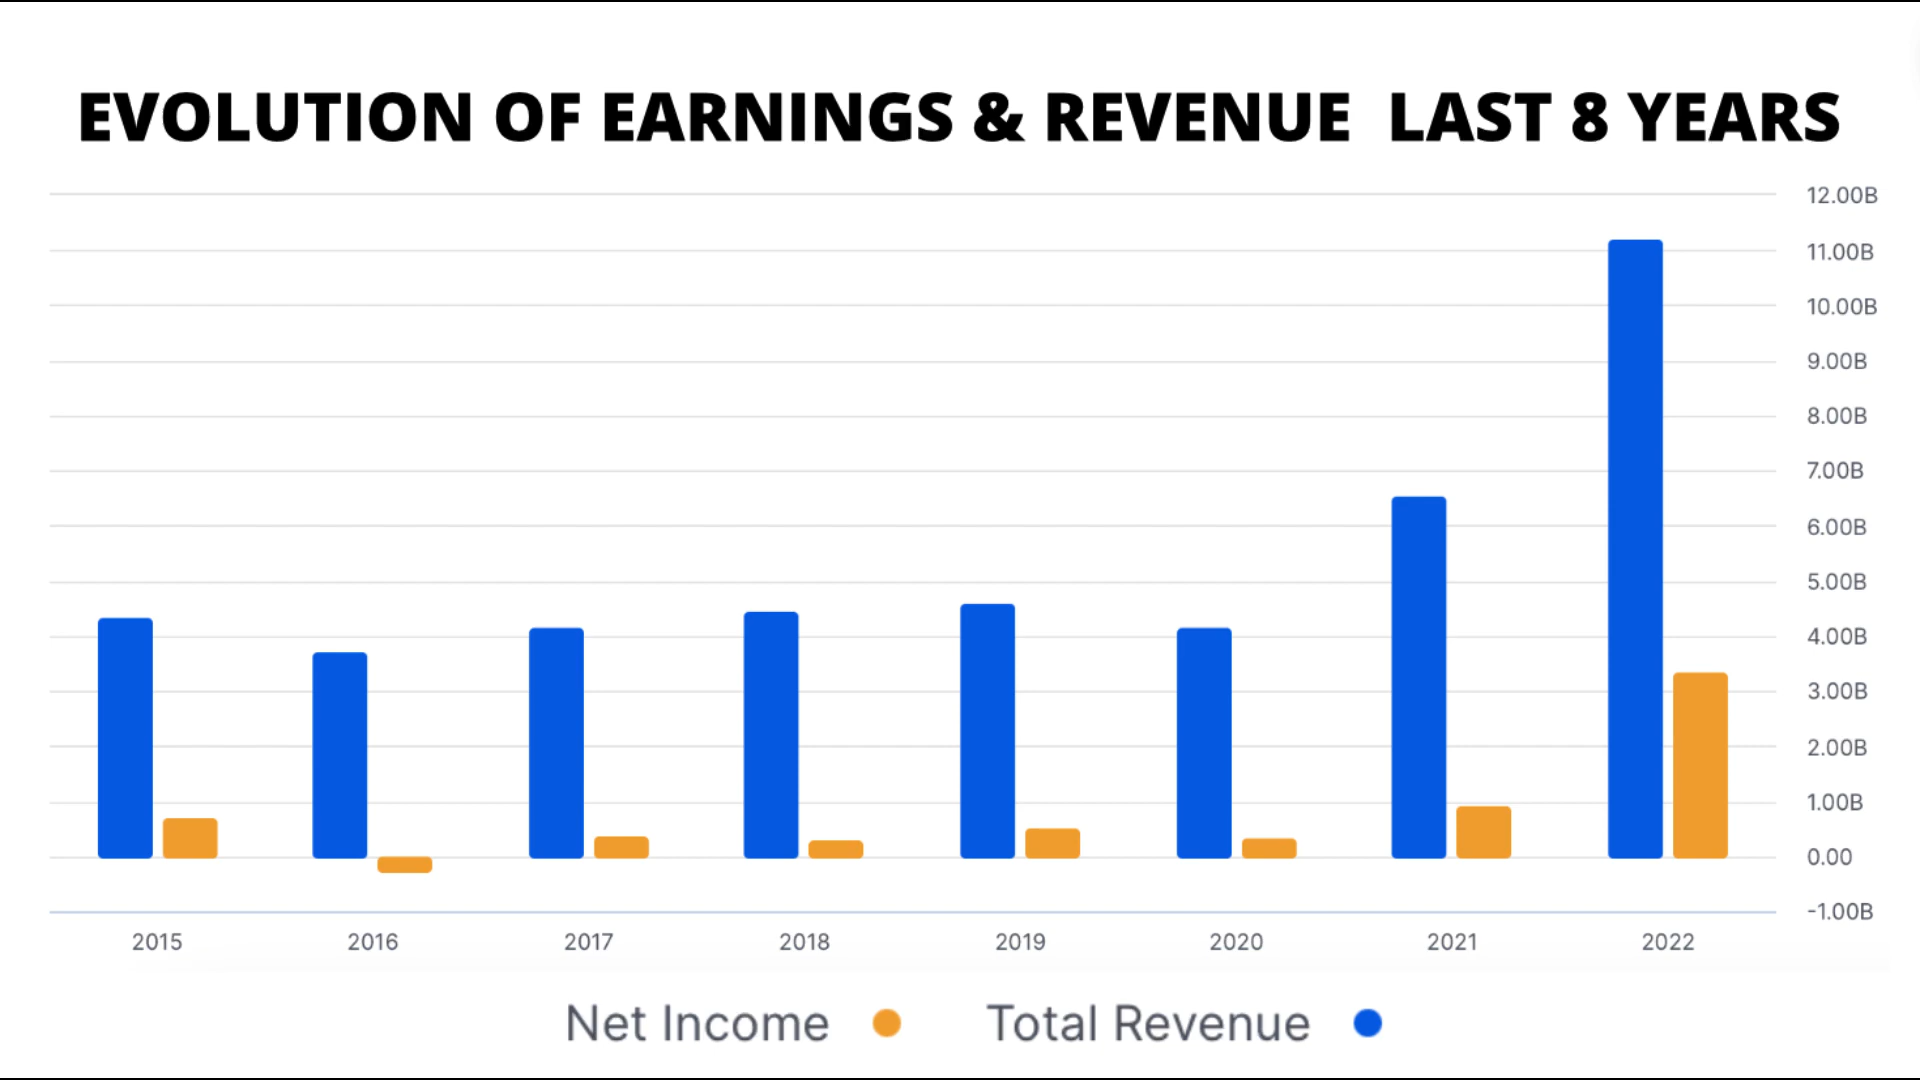 EVOLUTION OF EARNINGS & REVENUE LAST 8 YEARS
12.00B
11.00B
10.00B
9.00B
8.00B
7.00B
6.00B
5.00B
4.00B
3.00B
2.00B
1.00B
0.00
-1.00B
2015 2016 2017 2018 2019 2020 2021 2022
Net Income Total Revenue